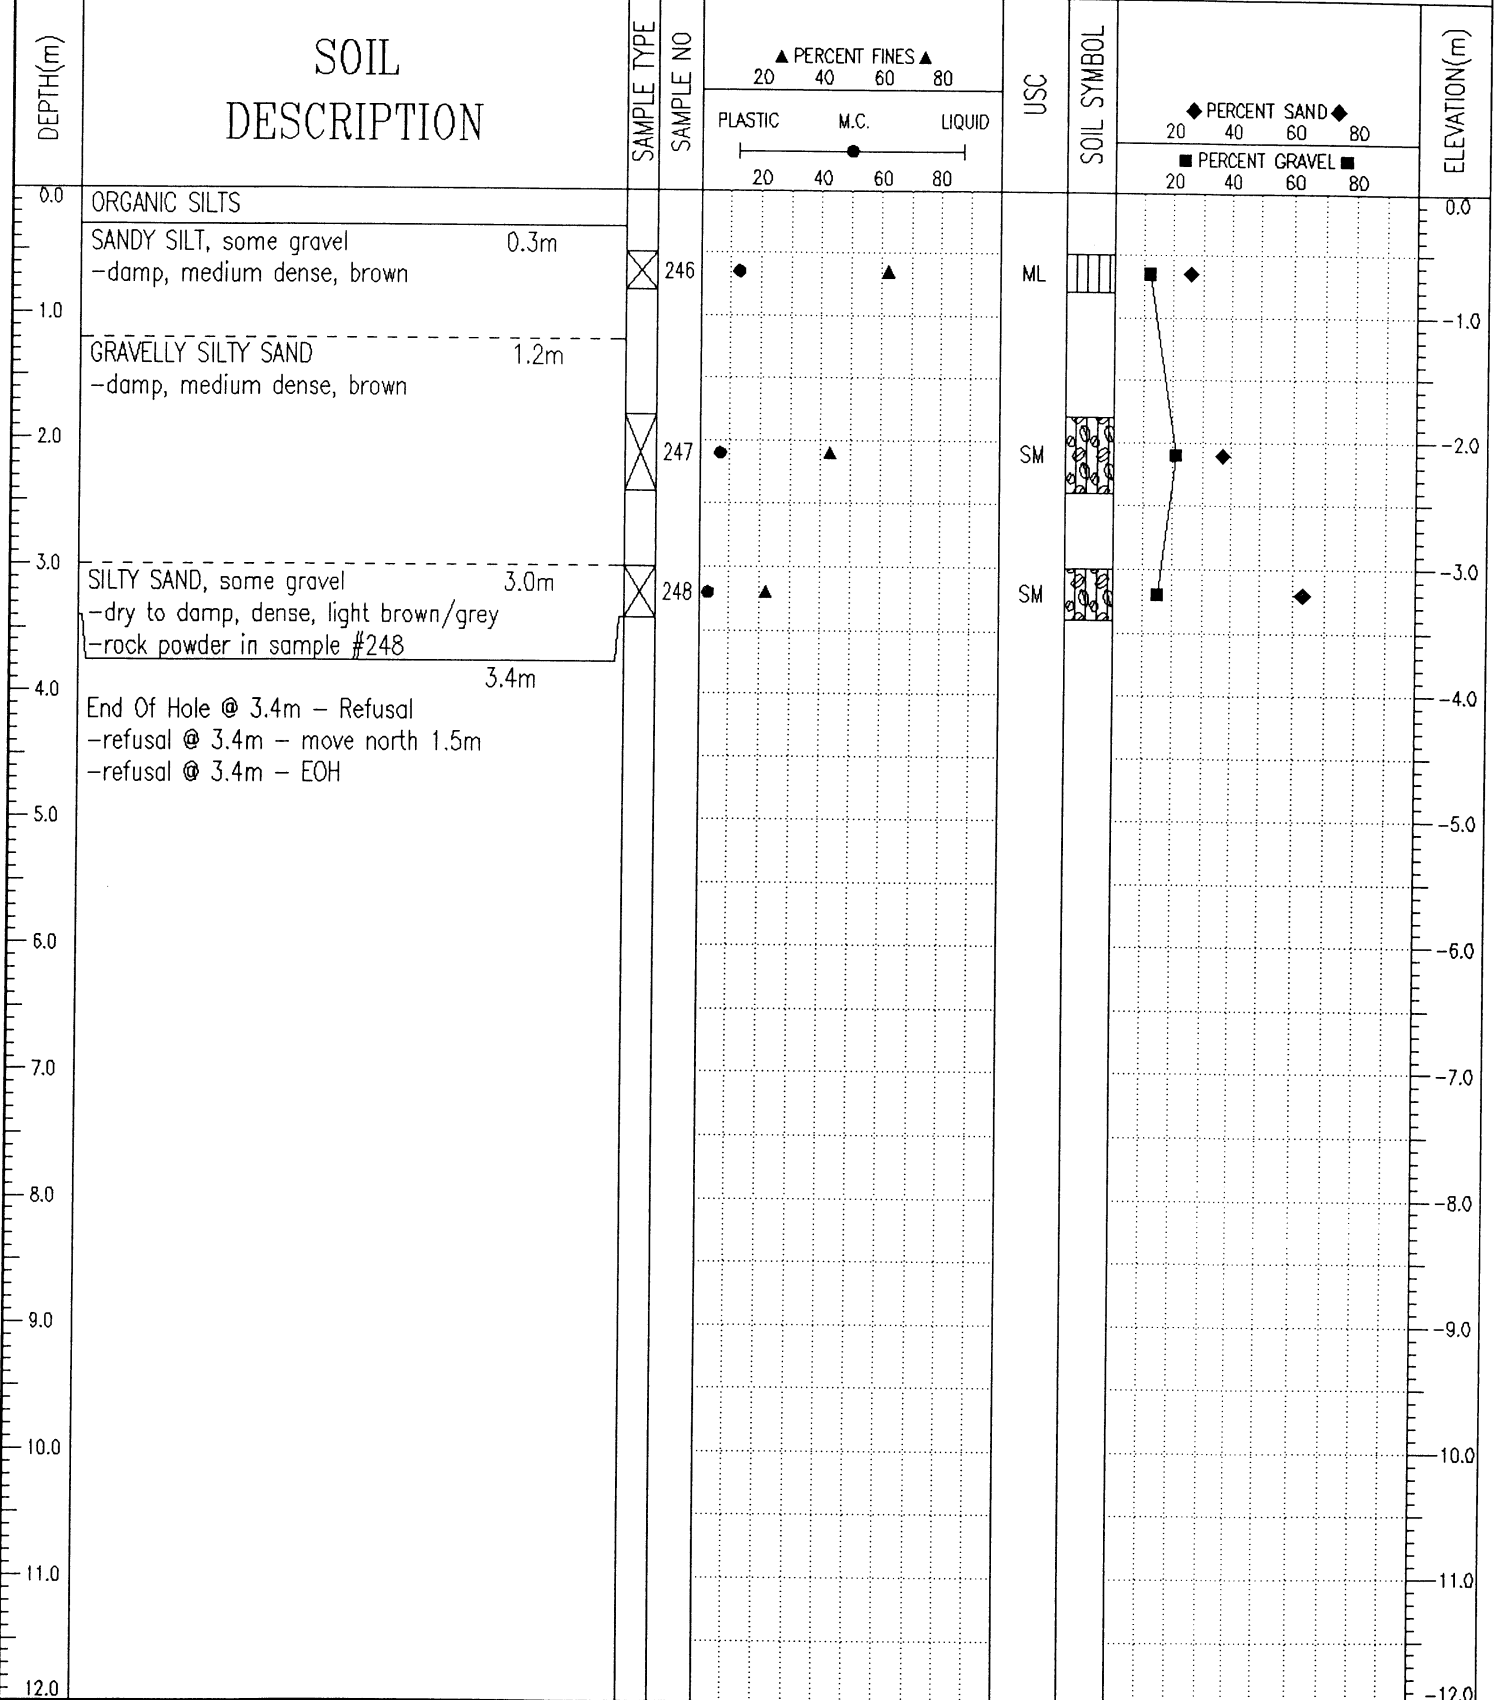 DEPTH(m)
SOIL
DESCRIPTION
SAMPLE TYPE
SAMPLE NO
▲ PERCENT FINES ▲
20 40 60 80
PLASTIC M.C. LIQUID
20 40 60 80
USC
SOIL SYMBOL
◆ PERCENT SAND ◆
20 40 60 80
■ PERCENT GRAVEL ■
20 40 60 80
ELEVATION(m)
0.0
ORGANIC SILTS
0.0
SANDY SILT, some gravel 0.3m
-damp, medium dense, brown
246
ML
1.0
-1.0
GRAVELLY SILTY SAND 1.2m
-damp, medium dense, brown
2.0
247
SM
-2.0
3.0
-3.0
SILTY SAND, some gravel 3.0m
248
SM
-dry to damp, dense, light brown/grey
-rock powder in sample #248
3.4m
4.0
-4.0
End Of Hole @ 3.4m - Refusal
-refusal @ 3.4m - move north 1.5m
-refusal @ 3.4m - EOH
5.0
-5.0
6.0
-6.0
7.0
-7.0
8.0
-8.0
9.0
-9.0
10.0
-10.0
11.0
-11.0
12.0
-12.0